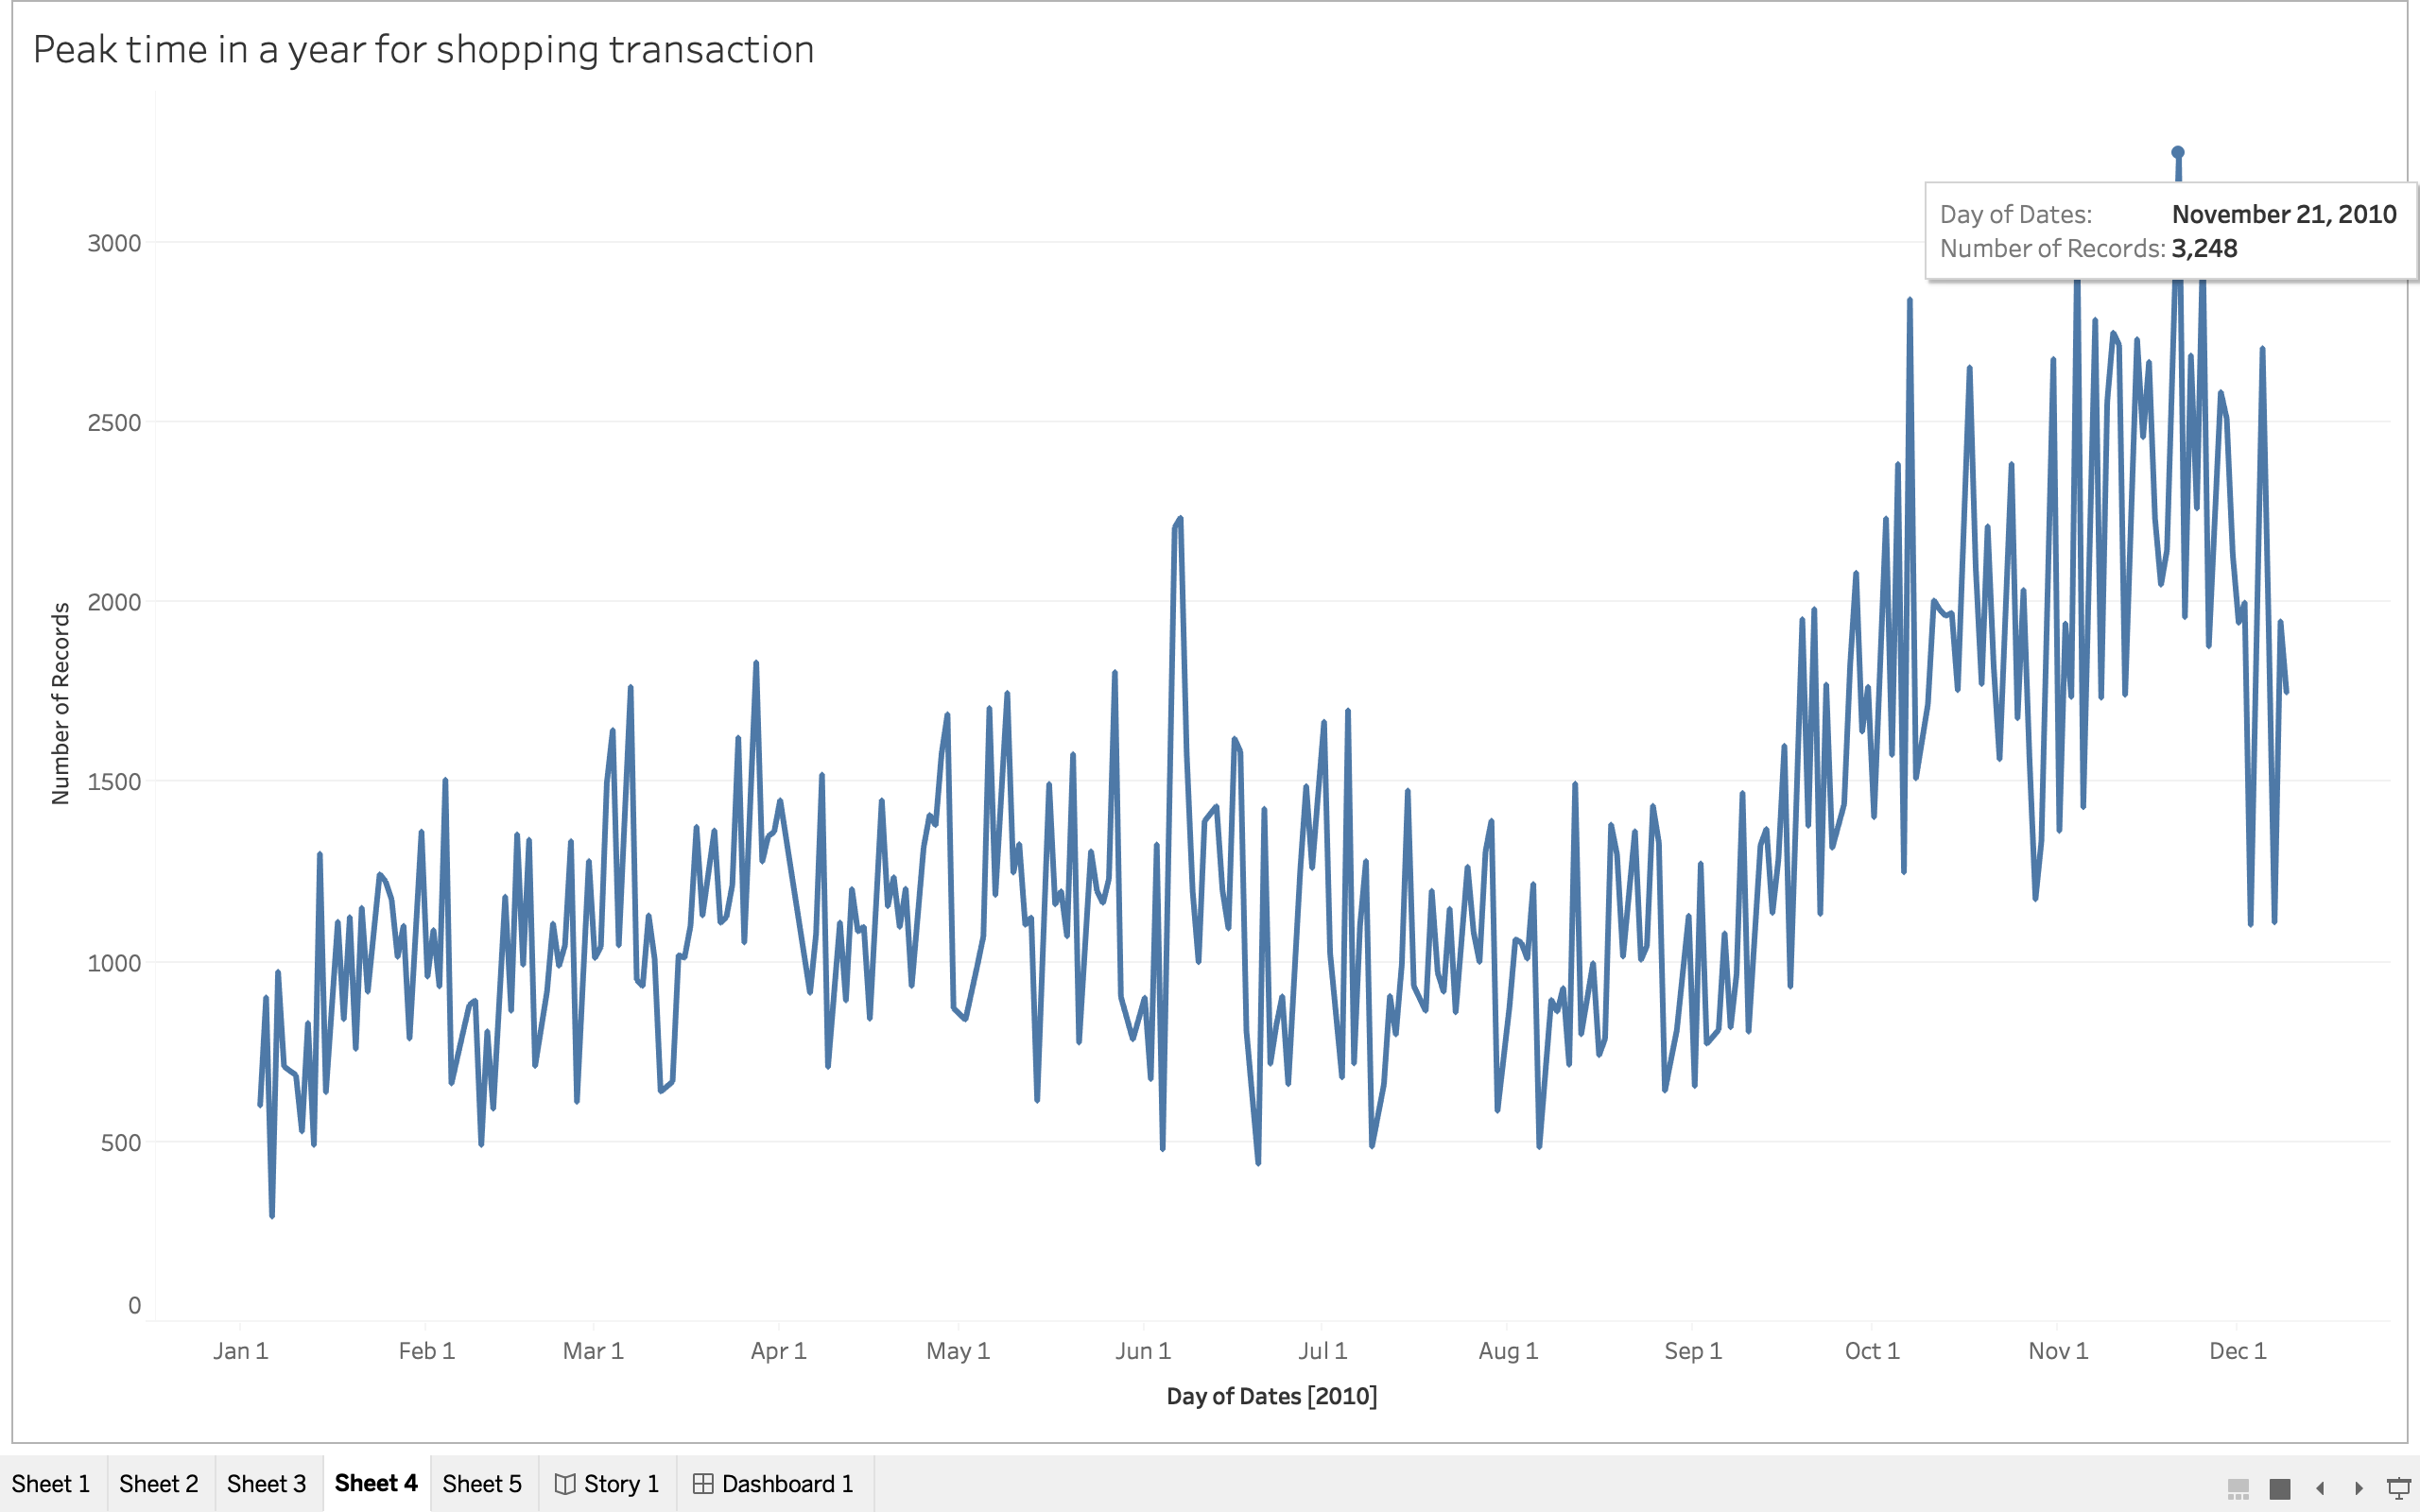 Peak time in a year for shopping transaction
Day of Dates: November 21, 2010
Number of Records: 3,248
3000
2500
2000
1500
1000
500
0
Number of Records
Jan 1 Feb 1 Mar 1 Apr 1 May 1 Jun 1 Jul 1 Aug 1 Sep 1 Oct 1 Nov 1 Dec 1
Day of Dates [2010]
Sheet 1 Sheet 2 Sheet 3 Sheet 4 Sheet 5 Story 1 Dashboard 1